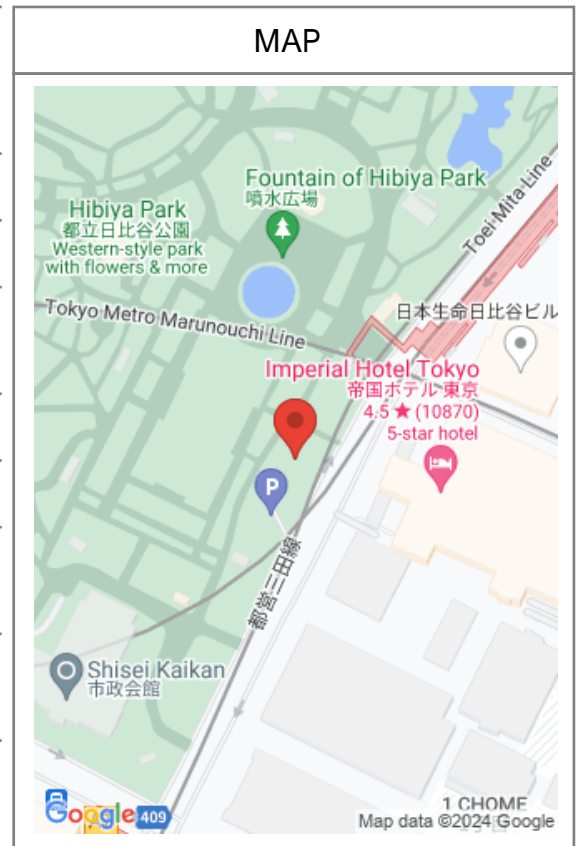 MAP
Fountain of Hibiya Park
噴水広場
Hibiya Park
都立日比谷公園
Western-style park
with flowers & more
Toei Mita Line
Tokyo Metro Marunouchi Line
日本生命日比谷ビル
Imperial Hotel Tokyo
帝国ホテル 東京
4.5 ★ (10870)
5-star hotel
P
都営三田線
Shisei Kaikan
市政会館
Google
409
1 CHOME
Map data ©2024 Google